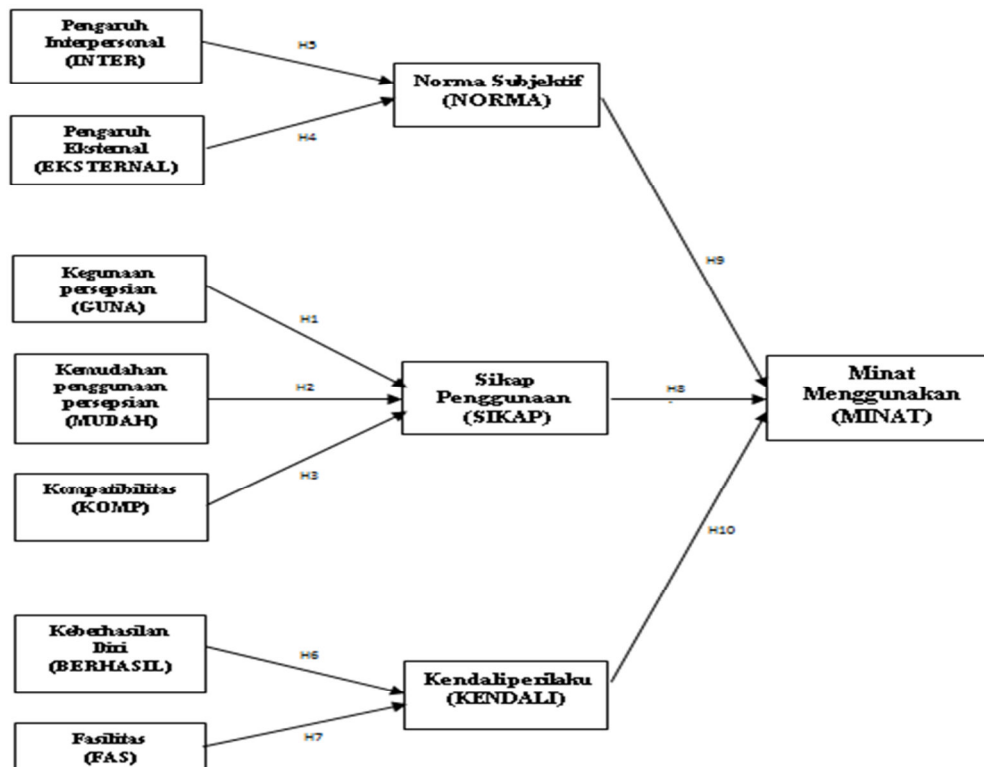 Pengaruh
Interpersonal
(INTER)
H5
Norma Subjektif
(NORMA)
Pengaruh
Eksternal
(EKSTERNAL)
H4
H9
Kegunaan
persepsian
(GUNA)
H1
Kemudahan
penggunaan
persepsian
(MUDAH)
H2
Sikap
Penggunaan
(SIKAP)
H8
Minat
Menggunakan
(MINAT)
Kompatibilitas
(KOMP)
H3
H10
Keberhasilan
Diri
(BERHASIL)
H6
Kendaliperilaku
(KENDALI)
Fasilitas
(FAS)
H7